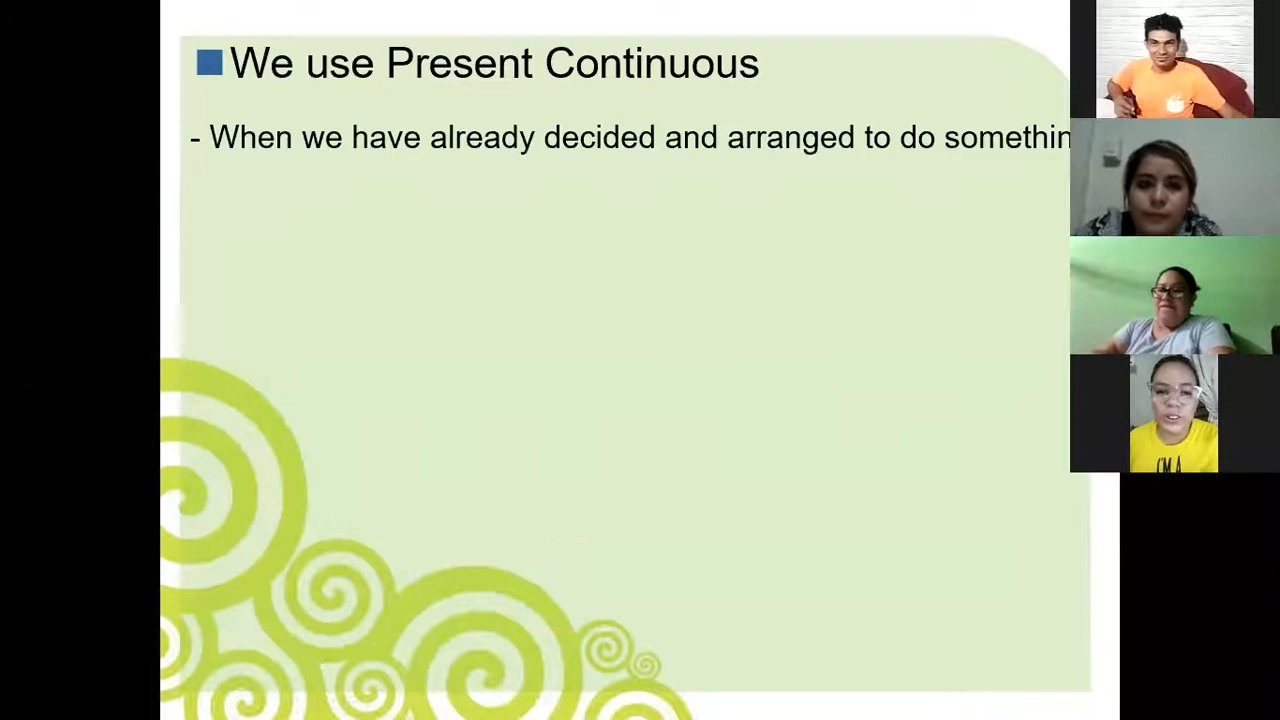 We use Present Continuous
- When we have already decided and arranged to do somethin
I'M A